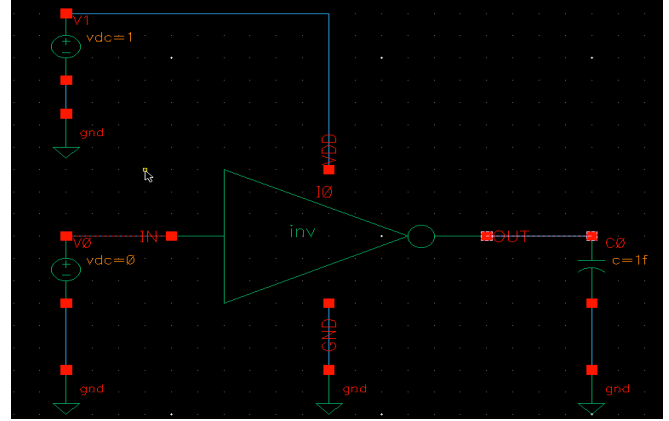 V1
vdc=1
gnd
VDD
I0
inv
V0
IN
vdc=0
OUT
C0
c=1f
GND
gnd
gnd
gnd